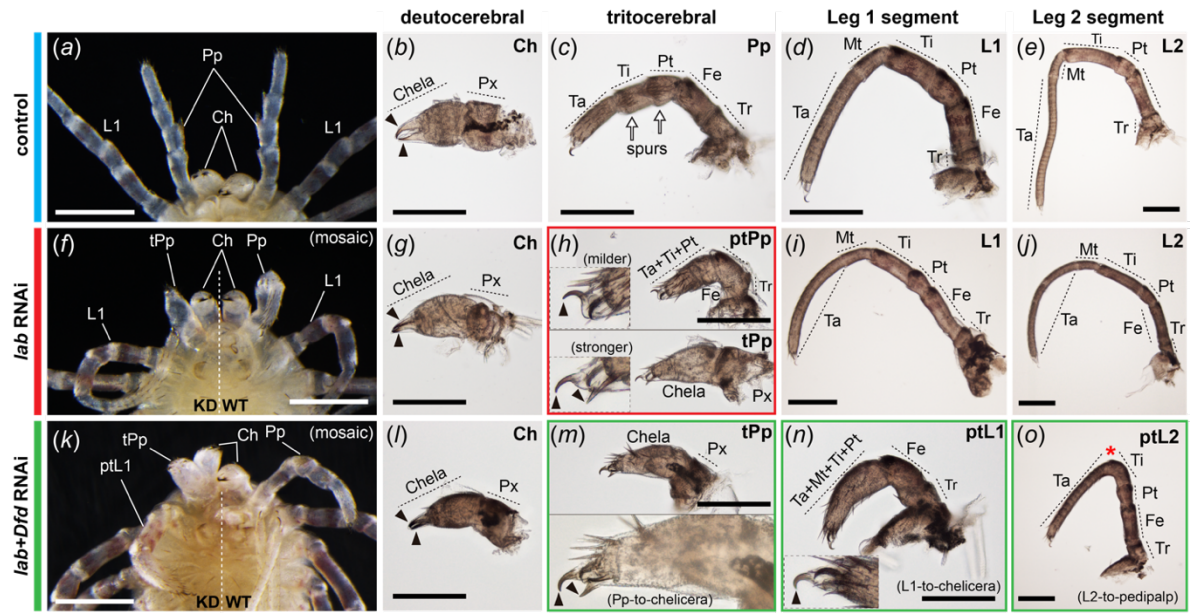 deutocerebral
tritocerebral
Leg 1 segment
Leg 2 segment
control
(a)
Pp
L1
Ch
L1
(b)
Ch
Chela
Px
(c)
Pp
Ti
Pt
Fe
Ta
Tr
spurs
(d)
L1
Mt
Ti
Pt
Fe
Ta
Tr
(e)
L2
Ti
Pt
Mt
Fe
Ta
Tr
lab RNAi
(f)
(mosaic)
tPp
Ch
Pp
L1
L1
KD WT
(g)
Ch
Chela
Px
(h)
ptPp
(milder)
Ta+Ti+Pt
Fe
Tr
(stronger)
tPp
Chela
Px
(i)
L1
Mt
Ti
Pt
Fe
Ta
Tr
(j)
L2
Mt
Ti
Pt
Ta
Fe
Tr
lab+Dfd RNAi
(k)
(mosaic)
tPp
Ch
Pp
ptL1
KD WT
(l)
Ch
Chela
Px
(m)
tPp
Chela
Px
(Pp-to-chelicera)
(n)
ptL1
Ta+Mt+Ti+Pt
Fe
Tr
(L1-to-chelicera)
(o)
ptL2
*
Ti
Ta
Pt
Fe
Tr
(L2-to-pedipalp)